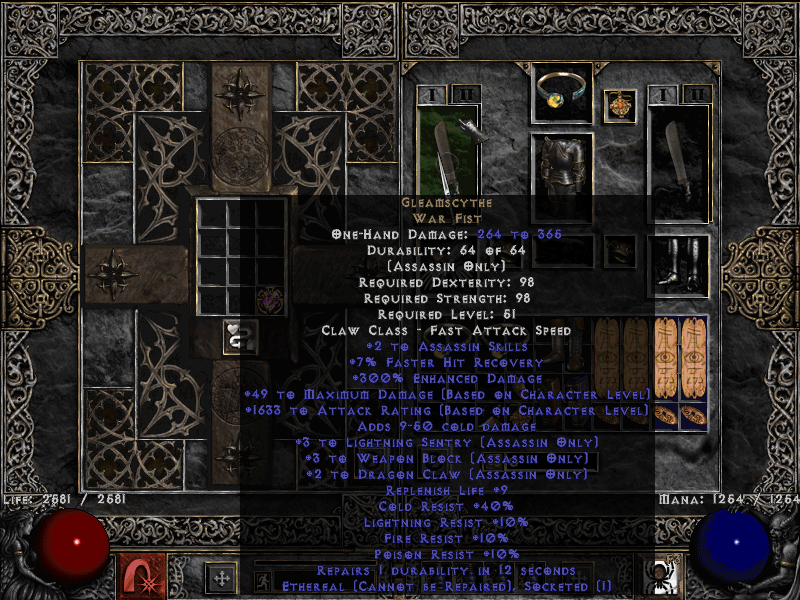 I II I II
GLEAMSCYTHE
WAR FIST
ONE-HAND DAMAGE: 264 TO 365
DURABILITY: 64 OF 64
(ASSASSIN ONLY)
REQUIRED DEXTERITY: 98
REQUIRED STRENGTH: 98
REQUIRED LEVEL: 51
CLAW CLASS - FAST ATTACK SPEED
+2 TO ASSASSIN SKILLS
+7% FASTER HIT RECOVERY
+300% ENHANCED DAMAGE
+49 TO MAXIMUM DAMAGE (BASED ON CHARACTER LEVEL)
+1633 TO ATTACK RATING (BASED ON CHARACTER LEVEL)
ADDS 9-50 COLD DAMAGE
+3 TO LIGHTNING SENTRY (ASSASSIN ONLY)
+3 TO WEAPON BLOCK (ASSASSIN ONLY)
+2 TO DRAGON CLAW (ASSASSIN ONLY)
REPLENISH LIFE +9
COLD RESIST +40%
LIGHTNING RESIST +10%
FIRE RESIST +10%
POISON RESIST +10%
REPAIRS 1 DURABILITY IN 12 SECONDS
ETHEREAL (CANNOT BE REPAIRED), SOCKETED (1)
LIFE: 2681 / 2681
MANA: 1264 / 1264